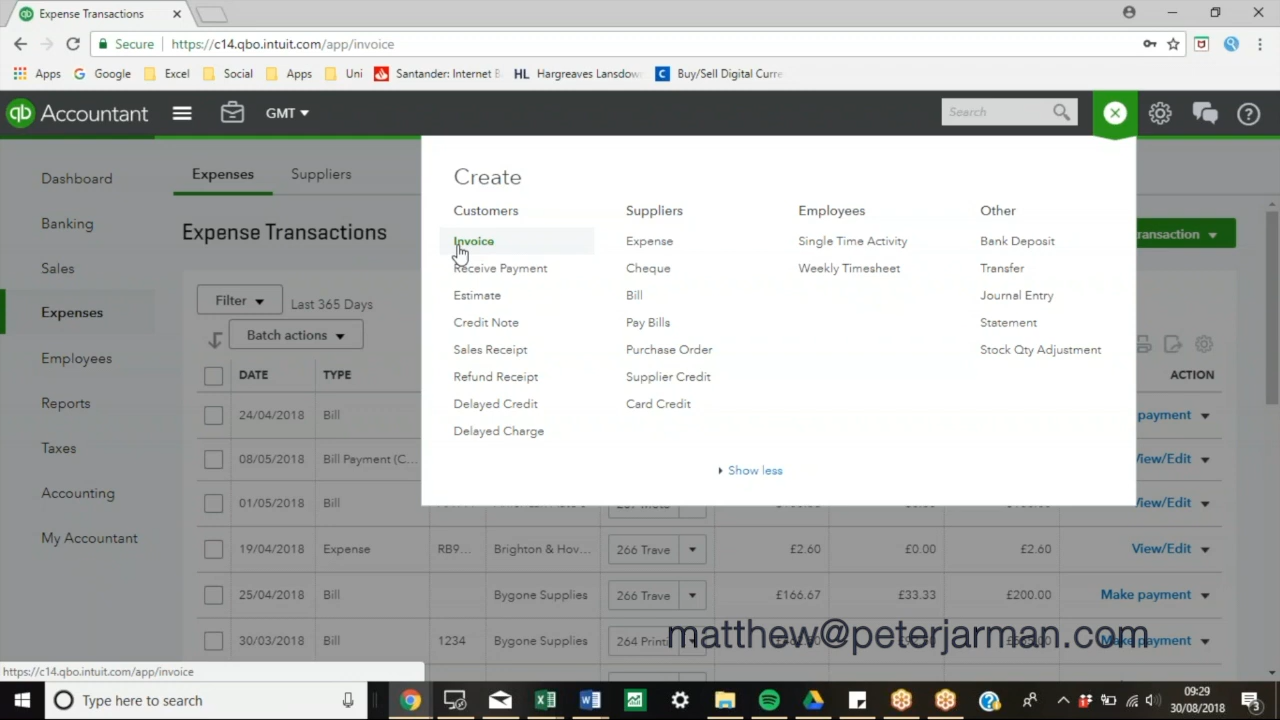 Expense Transactions
Secure https://c14.qbo.intuit.com/app/invoice
Apps Google Excel Social Apps Uni Santander: Internet B HL Hargreaves Lansdow C Buy/Sell Digital Curre
qb Accountant GMT Search
Create
Customers Suppliers Employees Other
Invoice Expense Single Time Activity Bank Deposit
Receive Payment Cheque Weekly Timesheet Transfer
Estimate Bill Journal Entry
Credit Note Pay Bills Statement
Sales Receipt Purchase Order Stock Qty Adjustment
Refund Receipt Supplier Credit
Delayed Credit Card Credit
Delayed Charge
Show less
Dashboard
Banking
Sales
Expenses
Employees
Reports
Taxes
Accounting
My Accountant
Expenses Suppliers
Expense Transactions ransaction
Filter Last 365 Days
Batch actions
DATE TYPE ACTION
24/04/2018 Bill payment
08/05/2018 Bill Payment (C... View/Edit
01/05/2018 Bill View/Edit
19/04/2018 Expense RB9... Brighton & Hov... 266 Trave £2.60 £0.00 £2.60 View/Edit
25/04/2018 Bill Bygone Supplies 266 Trave £166.67 £33.33 £200.00 Make payment
30/03/2018 Bill 1234 Bygone Supplies 264 Print payment
matthew@peterjarman.com
https://c14.qbo.intuit.com/app/invoice
Type here to search
09:29
30/08/2018
3